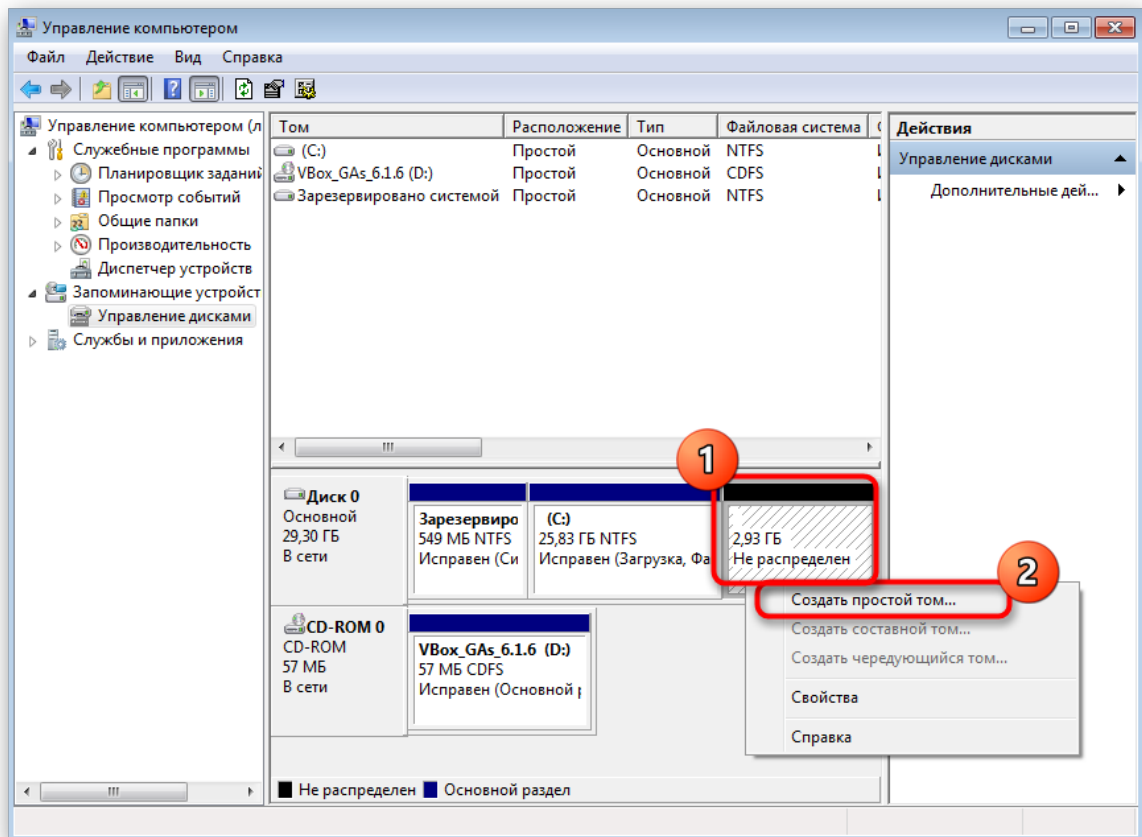 Управление компьютером
Файл Действие Вид Справка
Управление компьютером (л
Служебные программы
Планировщик заданий
Просмотр событий
Общие папки
Производительность
Диспетчер устройств
Запоминающие устройст
Управление дисками
Службы и приложения
Том Расположение Тип Файловая система
(C:) Простой Основной NTFS
VBox_GAs_6.1.6 (D:) Простой Основной CDFS
Зарезервировано системой Простой Основной NTFS
Действия
Управление дисками
Дополнительные дей...
1
Диск 0
Основной
29,30 ГБ
В сети
Зарезервиро
549 МБ NTFS
Исправен (Си
(C:)
25,83 ГБ NTFS
Исправен (Загрузка, Фа
2,93 ГБ
Не распределен
2
Создать простой том...
Создать составной том...
Создать чередующийся том...
Свойства
Справка
CD-ROM 0
CD-ROM
57 МБ
В сети
VBox_GAs_6.1.6 (D:)
57 МБ CDFS
Исправен (Основной р
Не распределен Основной раздел